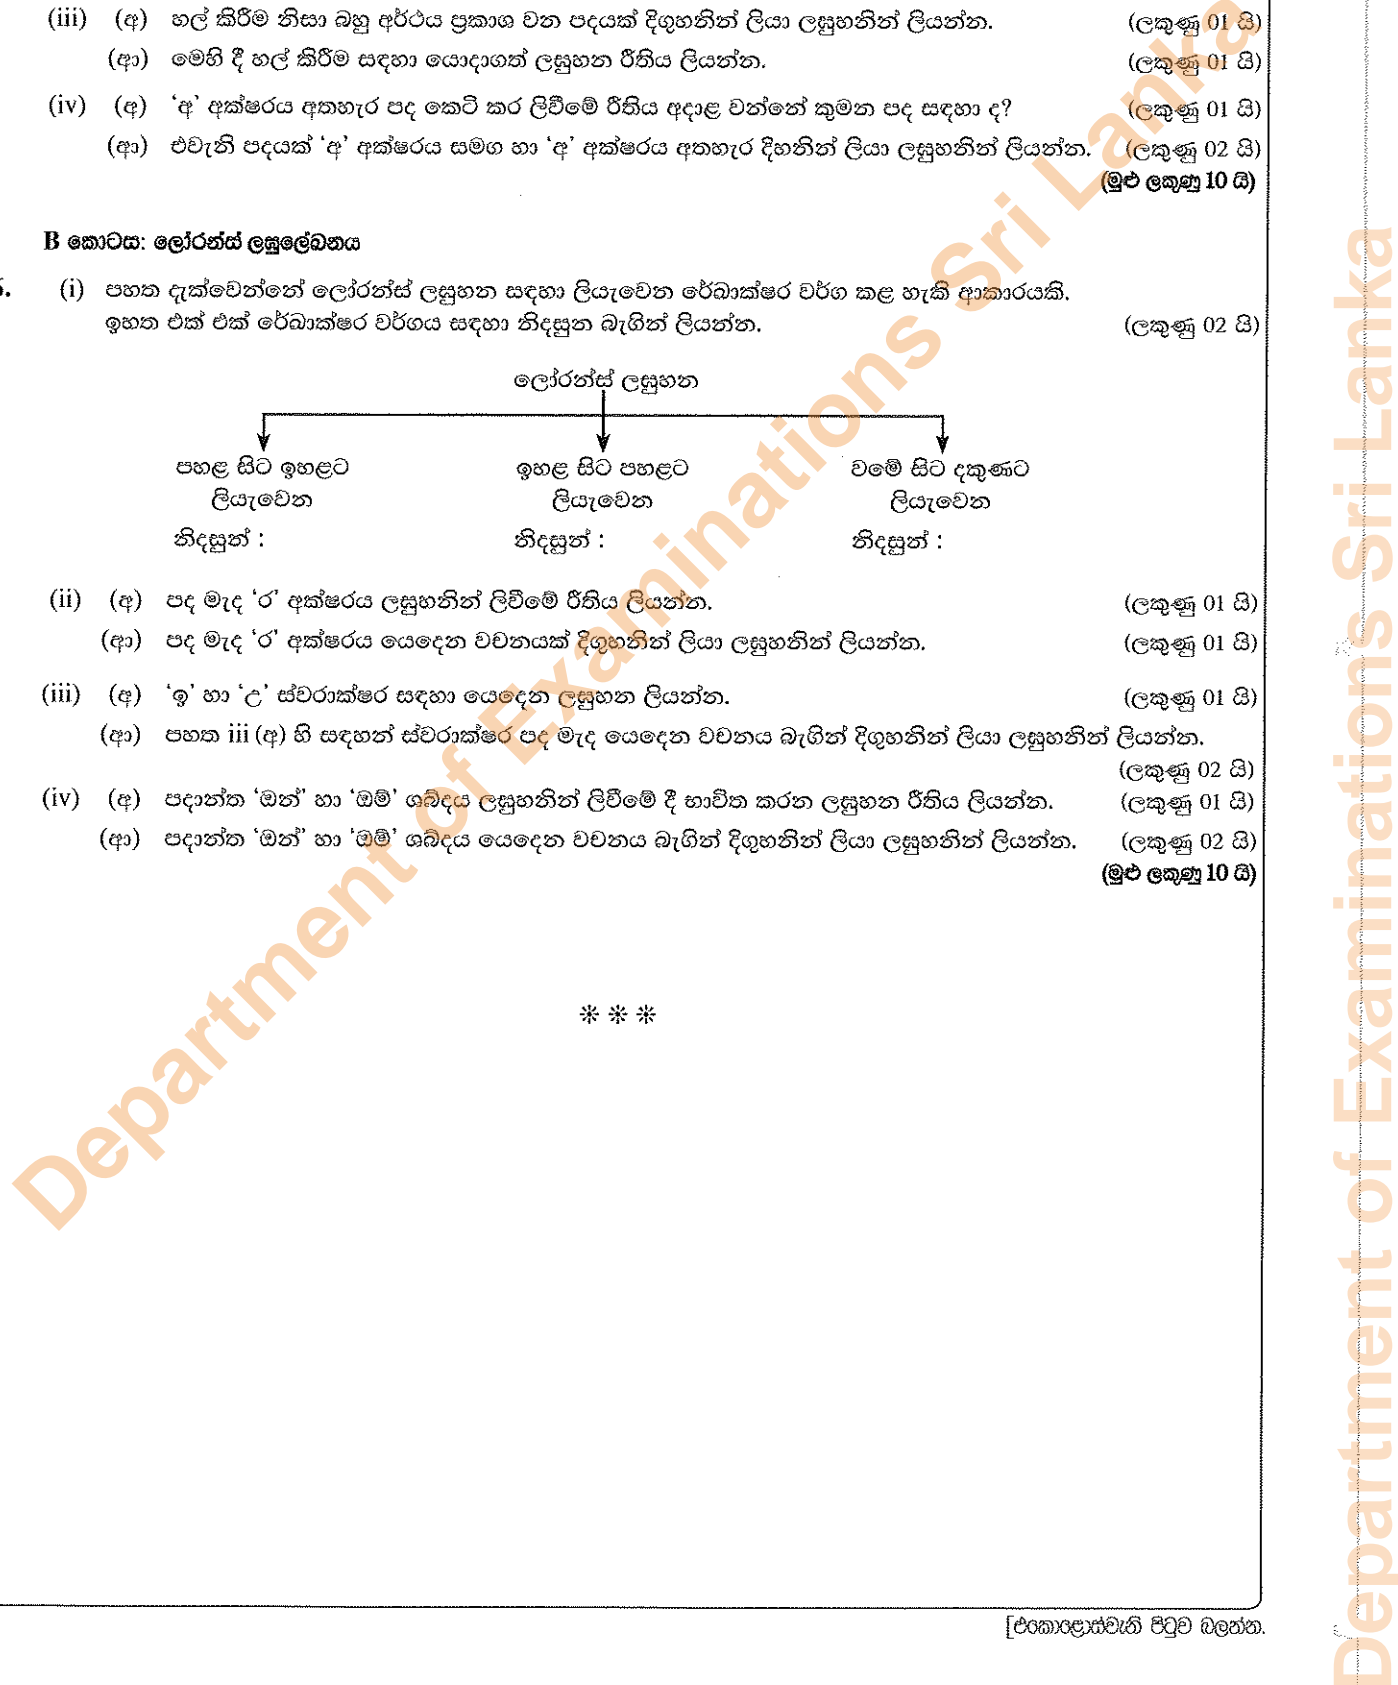 (iii) (අ) හල් කිරීම නිසා බහු අර්ථය ප්‍රකාශ වන පදයක් දිගුහනින් ලියා ලඝුහනින් ලියන්න. (ලකුණු 01 යි)
(ආ) මෙහි දී හල් කිරීම සඳහා යොදාගත් ලඝුහන රීතිය ලියන්න. (ලකුණු 01 යි)
(iv) (අ) ‘අ’ අක්ෂරය අතහැර පද කෙටි කර ලිවීමේ රීතිය අදාළ වන්නේ කුමන පද සඳහා ද? (ලකුණු 01 යි)
(ආ) එවැනි පදයක් ‘අ’ අක්ෂරය සමග හා ‘අ’ අක්ෂරය අතහැර දිහනින් ලියා ලඝුහනින් ලියන්න. (ලකුණු 02 යි)
(මුළු ලකුණු 10 යි)
B කොටස: ලෝරන්ස් ලඝුලේඛනය
(i) පහත දැක්වෙන්නේ ලෝරන්ස් ලඝුහන සඳහා ලියැවෙන රේඛාක්ෂර වර්ග කළ හැකි ආකාරයකි.
ඉහත එක් එක් රේඛාක්ෂර වර්ගය සඳහා නිදසුන බැගින් ලියන්න. (ලකුණු 02 යි)
ලෝරන්ස් ලඝුහන
පහළ සිට ඉහළට ඉහළ සිට පහළට වමේ සිට දකුණට
ලියැවෙන ලියැවෙන ලියැවෙන
නිදසුන් : නිදසුන් : නිදසුන් :
(ii) (අ) පද මැද ‘ර’ අක්ෂරය ලඝුහනින් ලිවීමේ රීතිය ලියන්න. (ලකුණු 01 යි)
(ආ) පද මැද ‘ර’ අක්ෂරය යෙදෙන වචනයක් දිගුහනින් ලියා ලඝුහනින් ලියන්න. (ලකුණු 01 යි)
(iii) (අ) ‘ඉ’ හා ‘උ’ ස්වරාක්ෂර සඳහා යෙදෙන ලඝුහන ලියන්න. (ලකුණු 01 යි)
(ආ) පහත iii (අ) හි සඳහන් ස්වරාක්ෂර පද මැද යෙදෙන වචනය බැගින් දිගුහනින් ලියා ලඝුහනින් ලියන්න.
(ලකුණු 02 යි)
(iv) (අ) පදාන්ත ‘ඔන්’ හා ‘ඔම්’ ශබ්දය ලඝුහනින් ලිවීමේ දී භාවිත කරන ලඝුහන රීතිය ලියන්න. (ලකුණු 01 යි)
(ආ) පදාන්ත ‘ඔන්’ හා ‘ඔම්’ ශබ්දය යෙදෙන වචනය බැගින් දිගුහනින් ලියා ලඝුහනින් ලියන්න. (ලකුණු 02 යි)
(මුළු ලකුණු 10 යි)
[එකොළොස්වැනි පිටුව බලන්න.
Department of Examinations Sri Lanka
Department of Examinations Sri Lanka